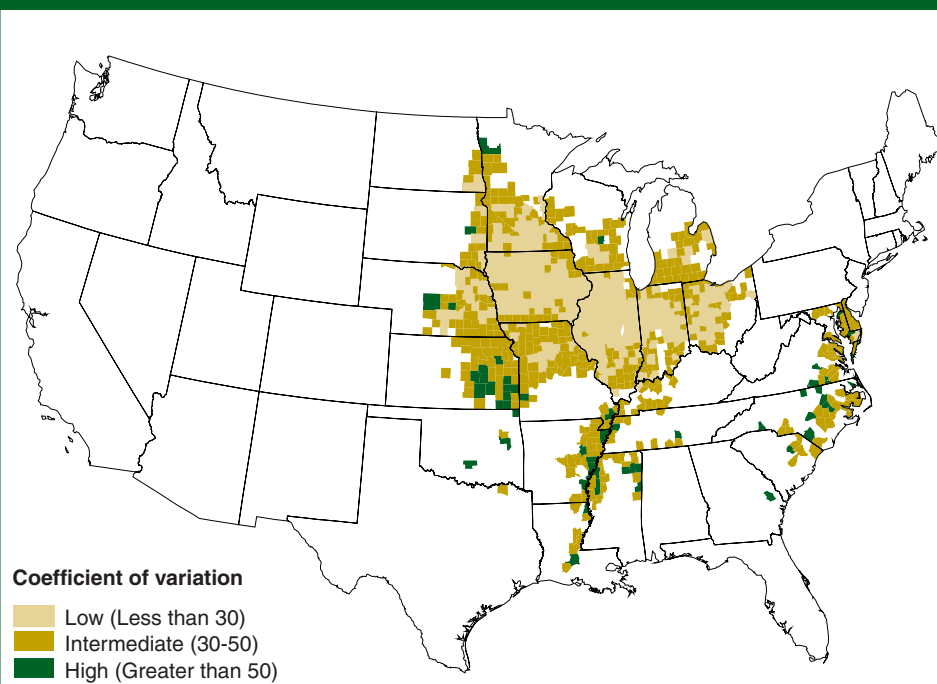 Coefficient of variation
Low (Less than 30)
Intermediate (30-50)
High (Greater than 50)